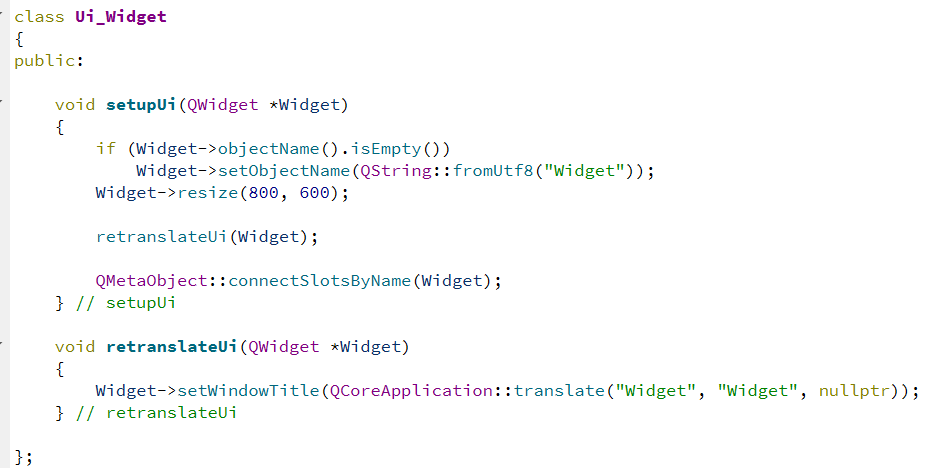 class Ui_Widget
{
public:
    void setupUi(QWidget *Widget)
    {
        if (Widget->objectName().isEmpty())
            Widget->setObjectName(QString::fromUtf8("Widget"));
        Widget->resize(800, 600);
        retranslateUi(Widget);
        QMetaObject::connectSlotsByName(Widget);
    } // setupUi
    void retranslateUi(QWidget *Widget)
    {
        Widget->setWindowTitle(QCoreApplication::translate("Widget", "Widget", nullptr));
    } // retranslateUi
};